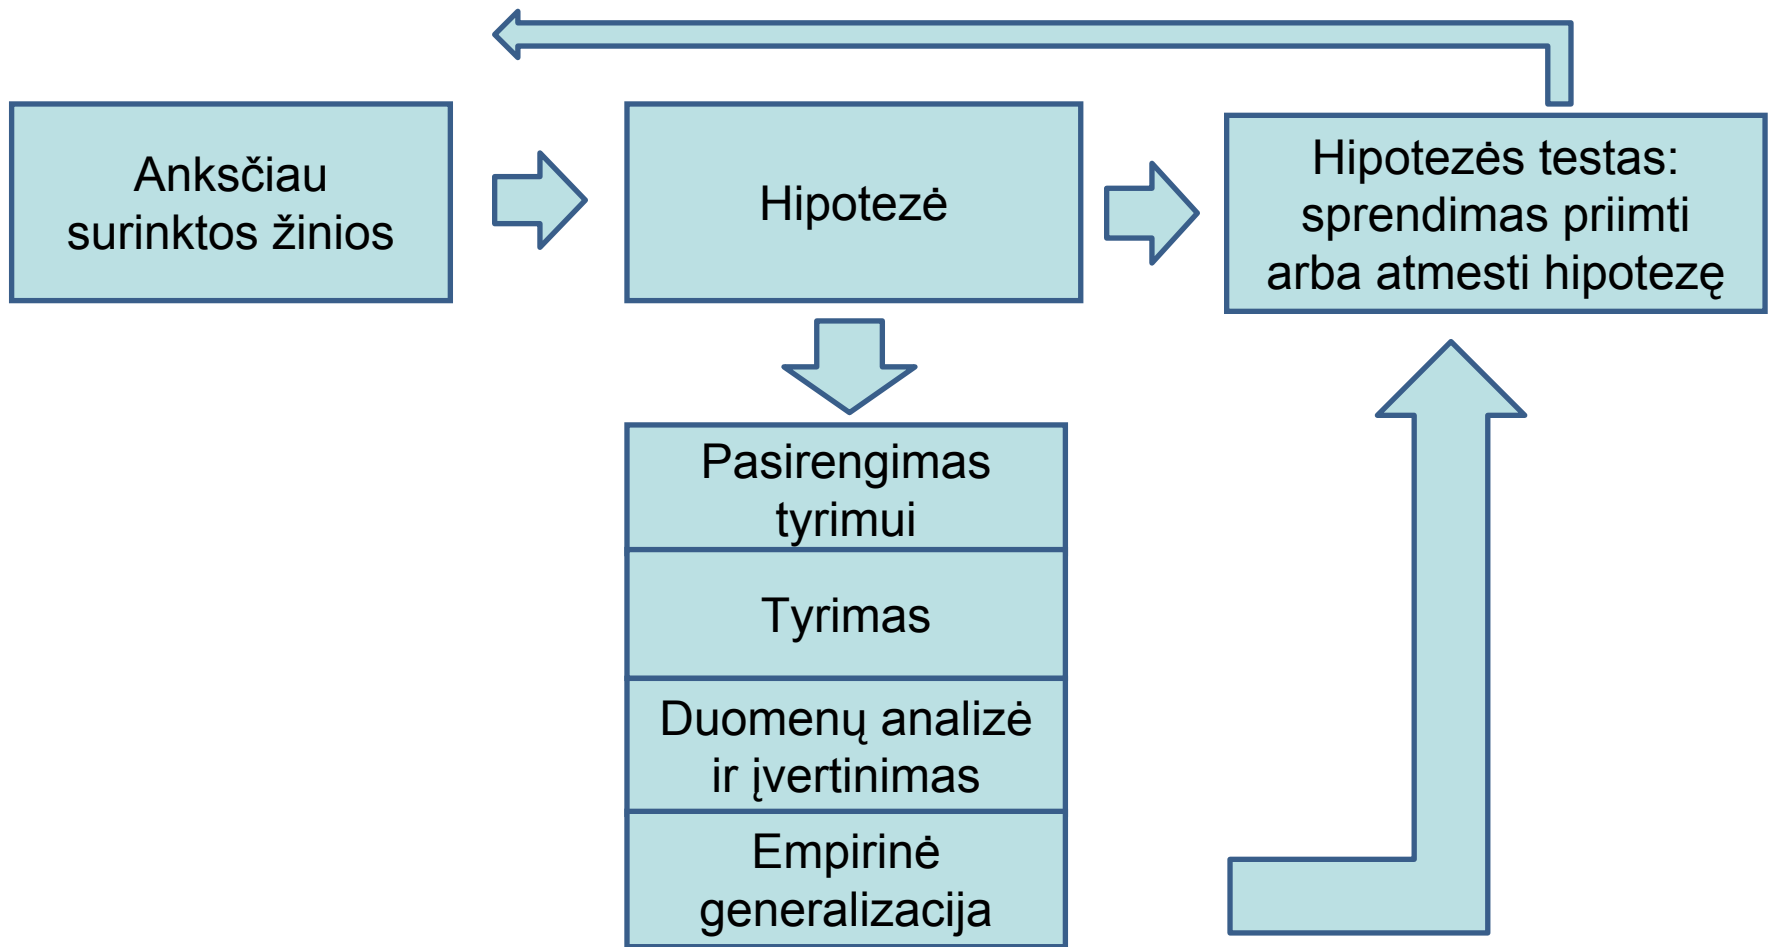 Anksčiau
surinktos žinios
Hipotezė
Hipotezės testas:
sprendimas priimti
arba atmesti hipotezę
Pasirengimas
tyrimui
Tyrimas
Duomenų analizė
ir įvertinimas
Empirinė
generalizacija